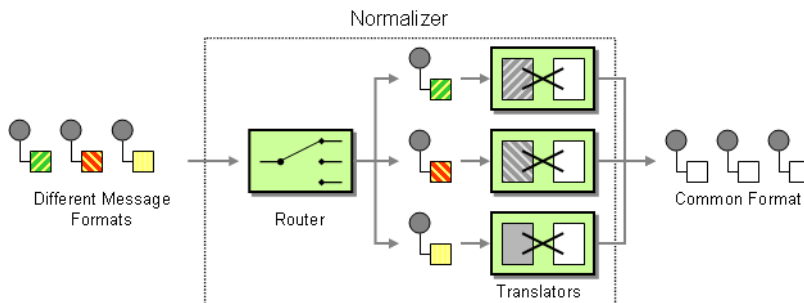 Normalizer
Different Message
Formats
Router
Translators
Common Format